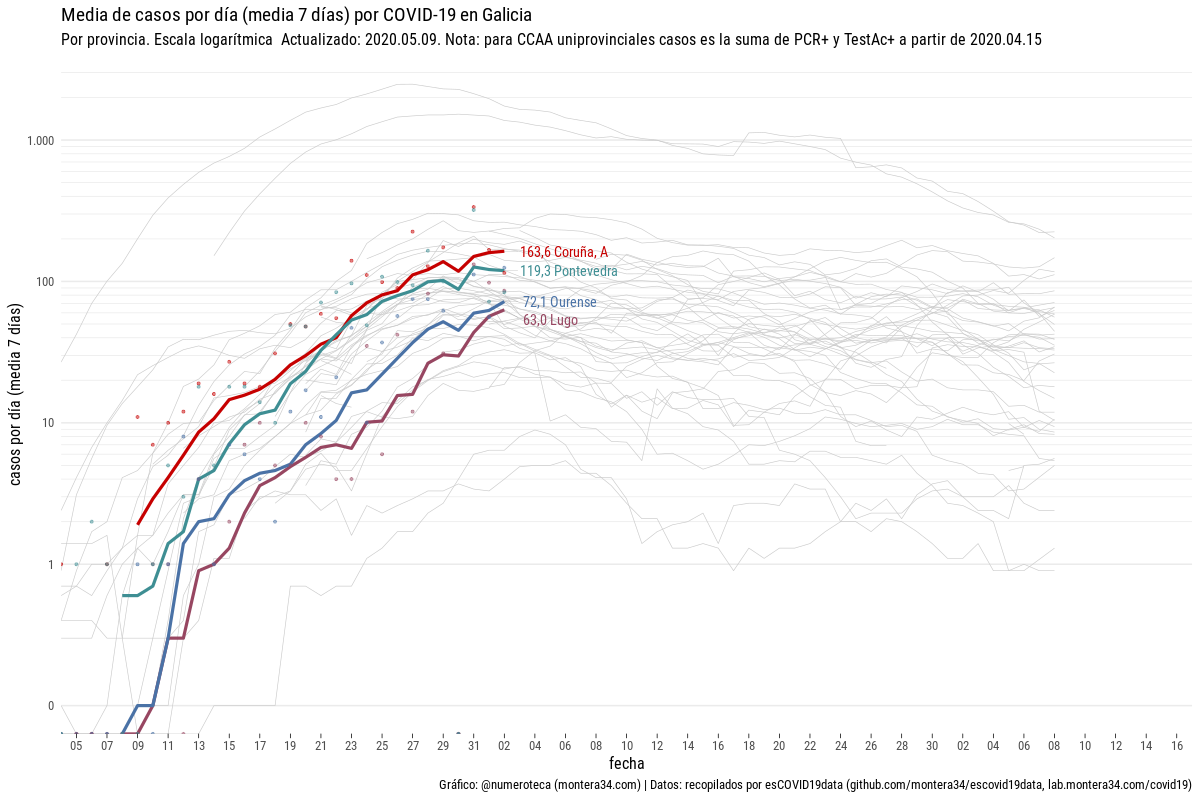 Media de casos por día (media 7 días) por COVID-19 en Galicia
Por provincia. Escala logarítmica  Actualizado: 2020.05.09. Nota: para CCAA uniprovinciales casos es la suma de PCR+ y TestAc+ a partir de 2020.04.15
casos por día (media 7 días)
1.000
100
10
1
0
163,6 Coruña, A
119,3 Pontevedra
72,1 Ourense
63,0 Lugo
05 07 09 11 13 15 17 19 21 23 25 27 29 31 02 04 06 08 10 12 14 16 18 20 22 24 26 28 30 02 04 06 08 10 12 14 16
fecha
Gráfico: @numeroteca (montera34.com) | Datos: recopilados por esCOVID19data (github.com/montera34/escovid19data, lab.montera34.com/covid19)